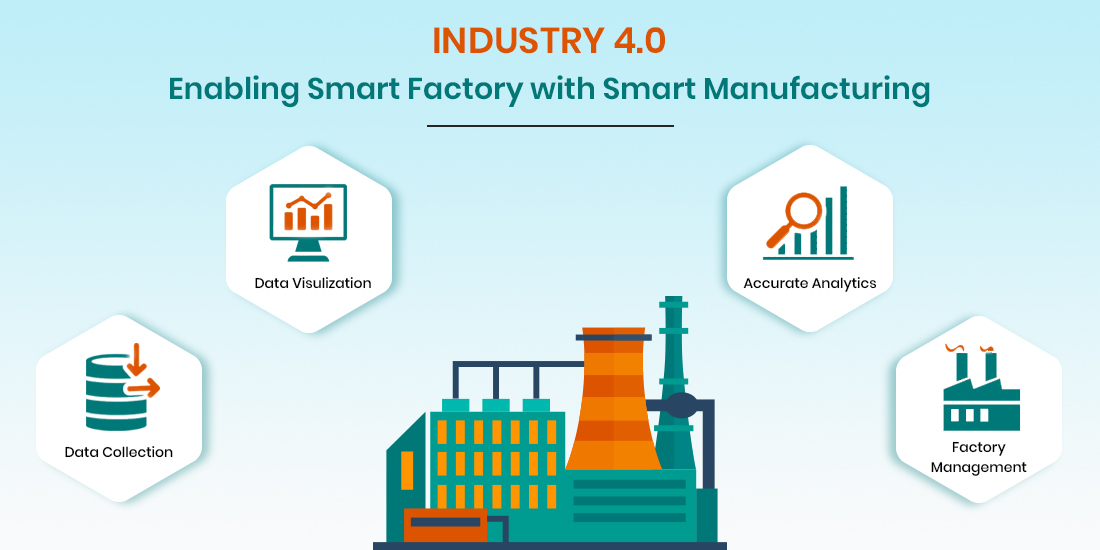 INDUSTRY 4.0
Enabling Smart Factory with Smart Manufacturing
Data Visulization
Accurate Analytics
Data Collection
Factory
Management